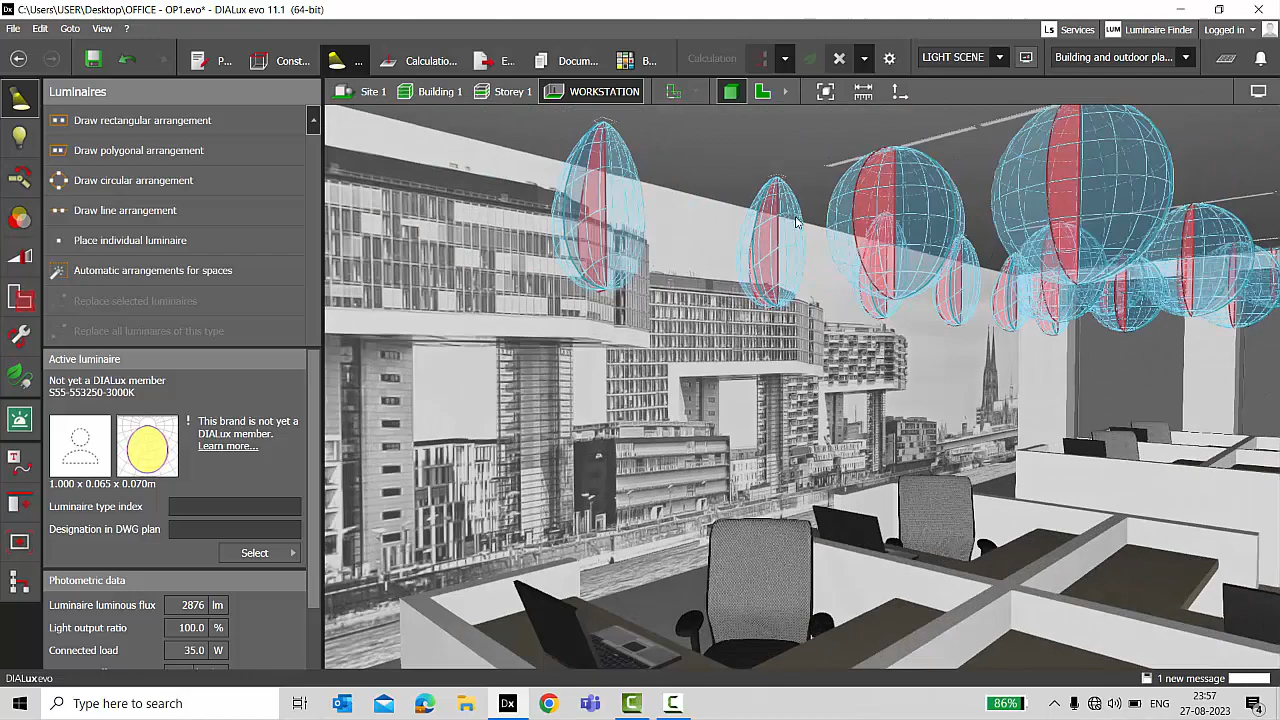 C:\Users\USER\Desktop\OFFICE - OP1.evo* - DIALux evo 11.1 (64-bit)
File Edit Goto View ?
Ls Services LUM Luminaire Finder Logged in
P... Const... ... Calculatio... E... Docum... B... Calculation LIGHT SCENE Building and outdoor pla...
Luminaires
Site 1 Building 1 Storey 1 WORKSTATION
Draw rectangular arrangement
Draw polygonal arrangement
Draw circular arrangement
Draw line arrangement
Place individual luminaire
Automatic arrangements for spaces
Replace selected luminaires
Replace all luminaires of this type
Active luminaire
Not yet a DIALux member
S55-553250-3000K
! This brand is not yet a
DIALux member.
Learn more...
1.000 x 0.065 x 0.070m
Luminaire type index
Designation in DWG plan
Select
Photometric data
Luminaire luminous flux 2876 lm
Light output ratio 100.0 %
Connected load 35.0 W
DIALux evo
1 new message
Type here to search
Dx
86%
ENG
23:57
27-08-2023
4